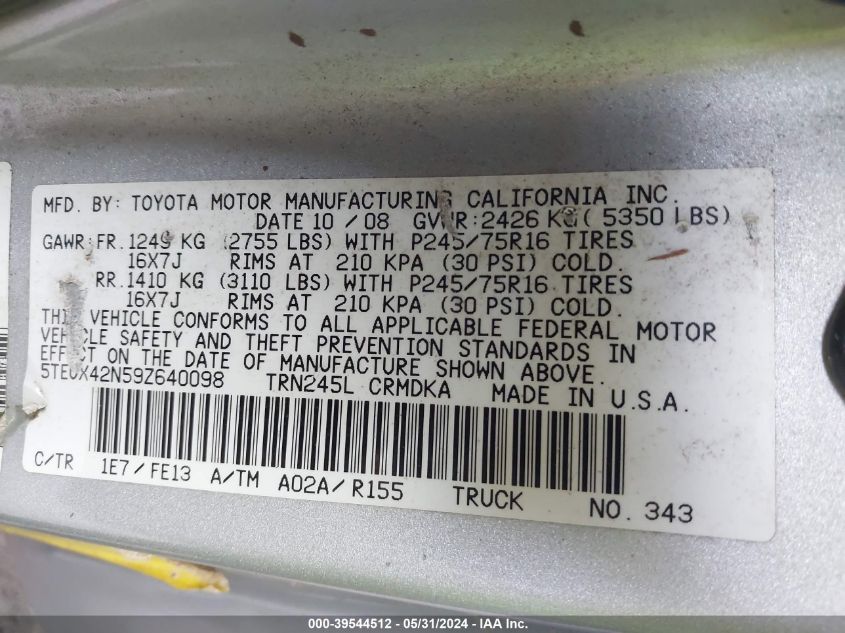 MFD. BY: TOYOTA MOTOR MANUFACTURING CALIFORNIA INC.
DATE 10 / 08 GVWR: 2426 KG( 5350 LBS)
GAWR: FR. 1249 KG (2755 LBS) WITH P245/75R16 TIRES
16X7J RIMS AT 210 KPA (30 PSI) COLD.
RR. 1410 KG (3110 LBS) WITH P245/75R16 TIRES
16X7J RIMS AT 210 KPA (30 PSI) COLD.
THIS VEHICLE CONFORMS TO ALL APPLICABLE FEDERAL MOTOR
VEHICLE SAFETY AND THEFT PREVENTION STANDARDS IN
EFFECT ON THE DATE OF MANUFACTURE SHOWN ABOVE.
TRN245L CRMDKA MADE IN U.S.A.
C/TR 1E7 / FE13 A/TM A02A / R155 TRUCK NO. 343
000-39544512 - 05/31/2024 - IAA Inc.